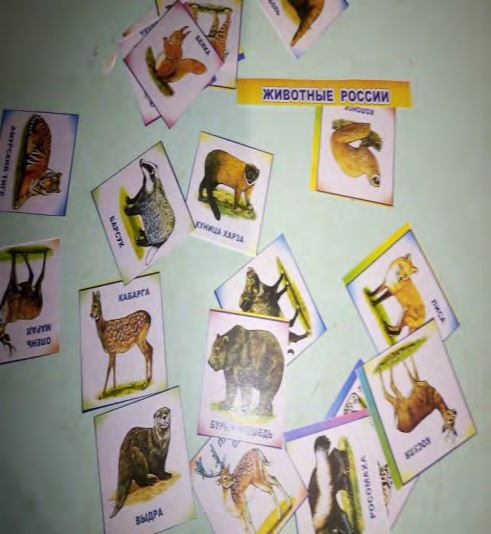 БЕЛКА
ЖИВОТНЫЕ РОССИИ
АМУРСКИЙ ТИГР
БАРСУК
КУНИЦА ХАРЗА
КАБАРГА
ЛИСА
ОЛЕНЬ
МАРАЛ
КОСУЛЯ
ВЫДРА
РОСОМАХА